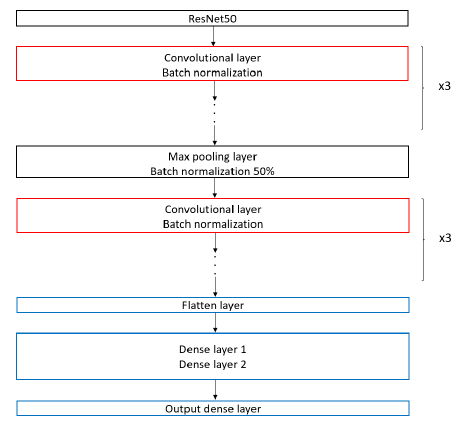 ResNet50
Convolutional layer
Batch normalization
x3
Max pooling layer
Batch normalization 50%
Convolutional layer
Batch normalization
x3
Flatten layer
Dense layer 1
Dense layer 2
Output dense layer